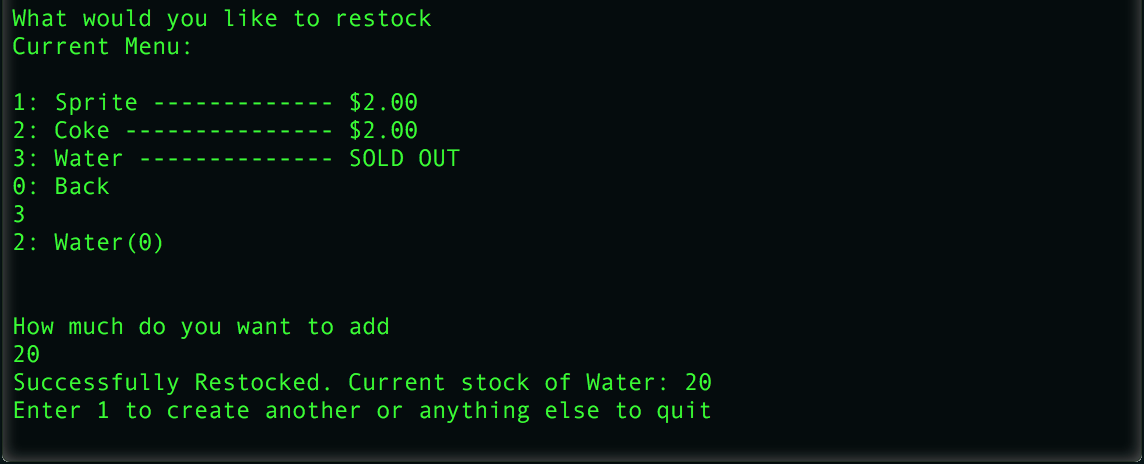 What would you like to restock
Current Menu:
1: Sprite ------------- $2.00
2: Coke --------------- $2.00
3: Water -------------- SOLD OUT
0: Back
3
2: Water(0)
How much do you want to add
20
Successfully Restocked. Current stock of Water: 20
Enter 1 to create another or anything else to quit